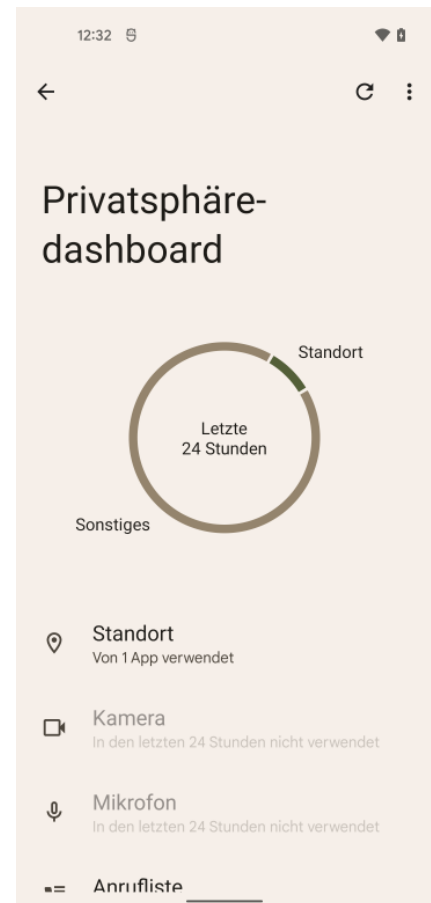 12:32
Privatsphäre-
dashboard
Standort
Letzte
24 Stunden
Sonstiges
Standort
Von 1 App verwendet
Kamera
In den letzten 24 Stunden nicht verwendet
Mikrofon
In den letzten 24 Stunden nicht verwendet
Anrufliste